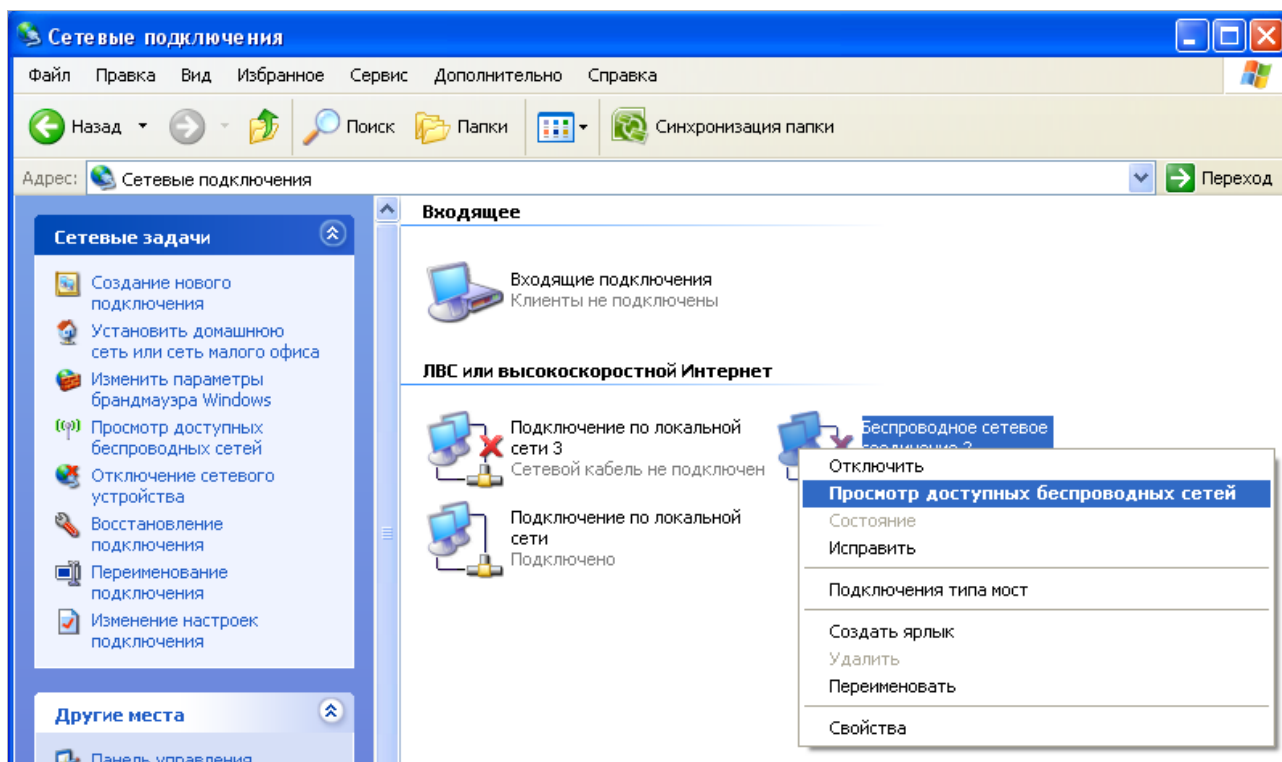 Сетевые подключения
Файл Правка Вид Избранное Сервис Дополнительно Справка
Назад Поиск Папки Синхронизация папки
Адрес: Сетевые подключения Переход
Сетевые задачи
Создание нового
подключения
Установить домашнюю
сеть или сеть малого офиса
Изменить параметры
брандмауэра Windows
Просмотр доступных
беспроводных сетей
Отключение сетевого
устройства
Восстановление
подключения
Переименование
подключения
Изменение настроек
подключения
Другие места
Панель управления
Входящее
Входящие подключения
Клиенты не подключены
ЛВС или высокоскоростной Интернет
Подключение по локальной
сети 3
Сетевой кабель не подключен
Беспроводное сетевое
соединение
Подключение по локальной
сети
Подключено
Отключить
Просмотр доступных беспроводных сетей
Состояние
Исправить
Подключения типа мост
Создать ярлык
Удалить
Переименовать
Свойства